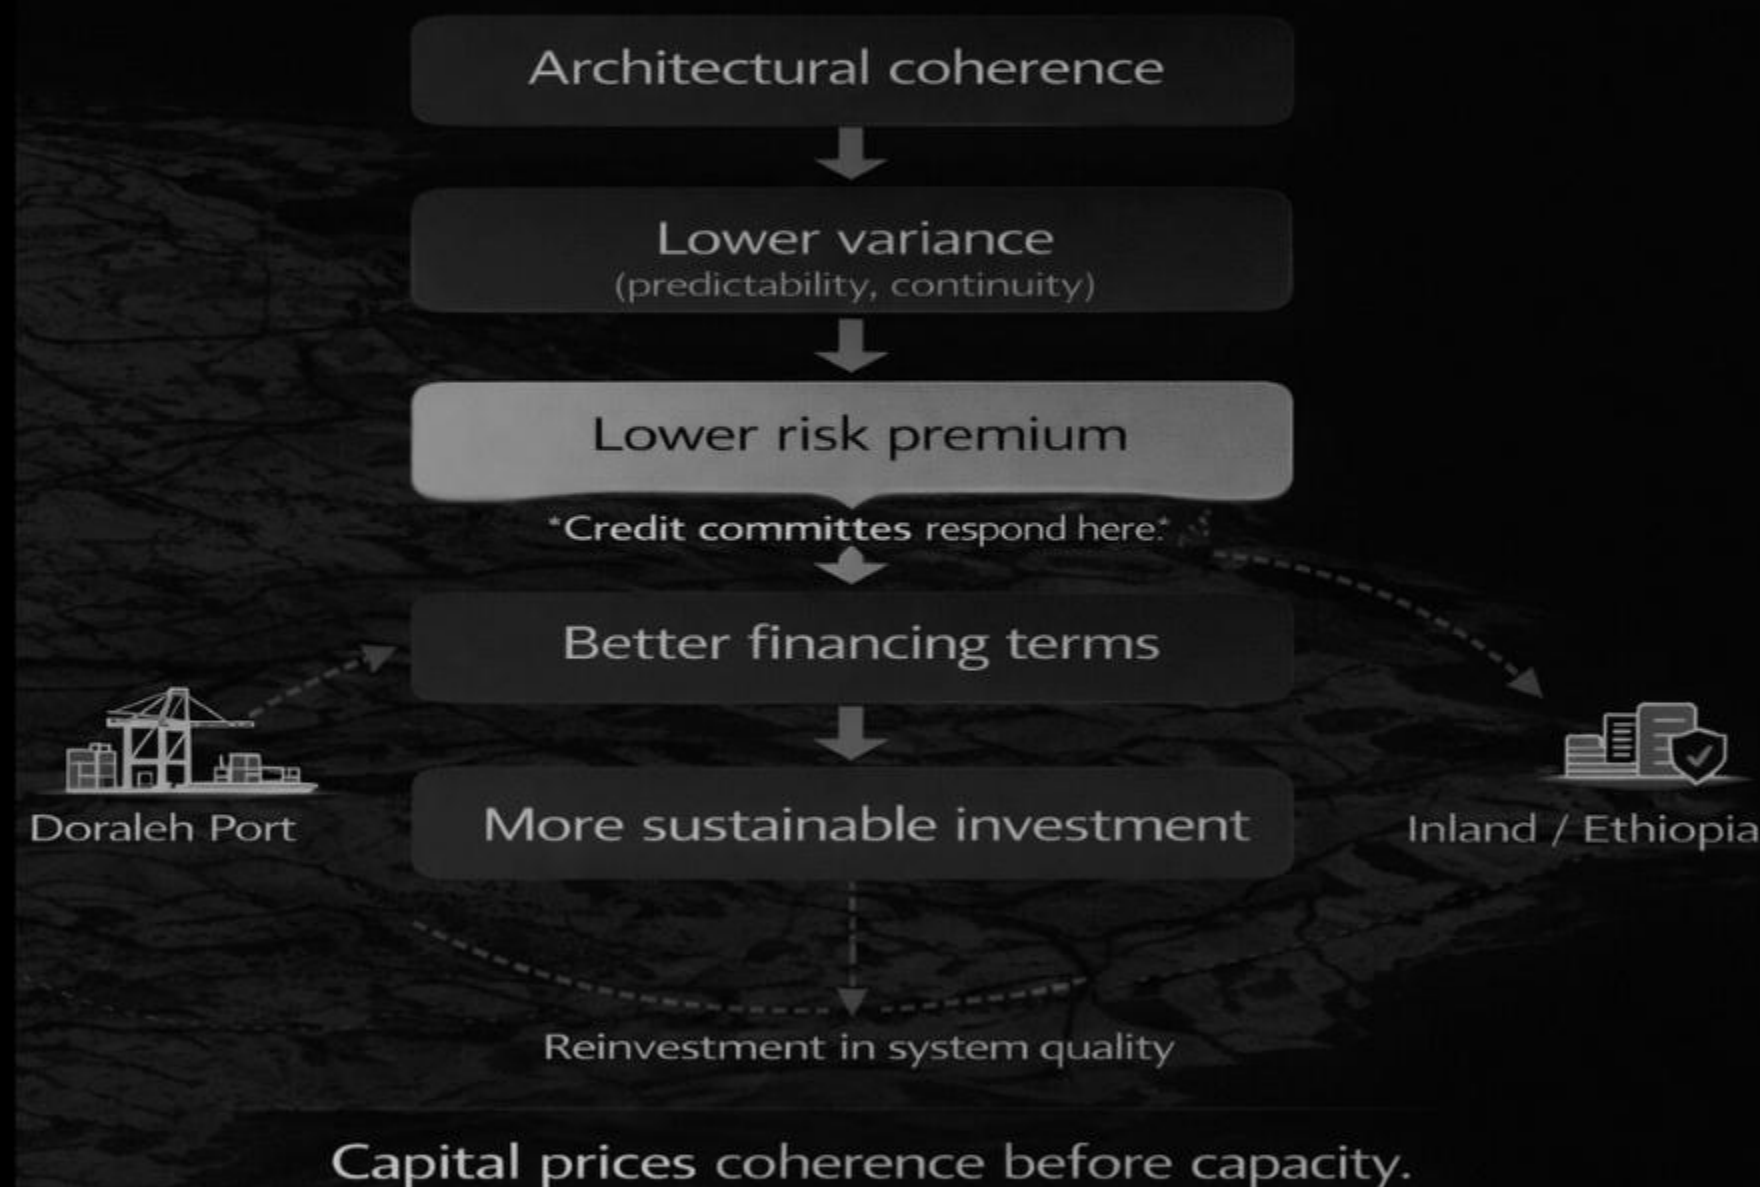 Architectural coherence
Lower variance
(predictability, continuity)
Lower risk premium
*Credit committes respond here.*
Better financing terms
Doraleh Port
More sustainable investment
Inland / Ethiopia
Reinvestment in system quality
Capital prices coherence before capacity.